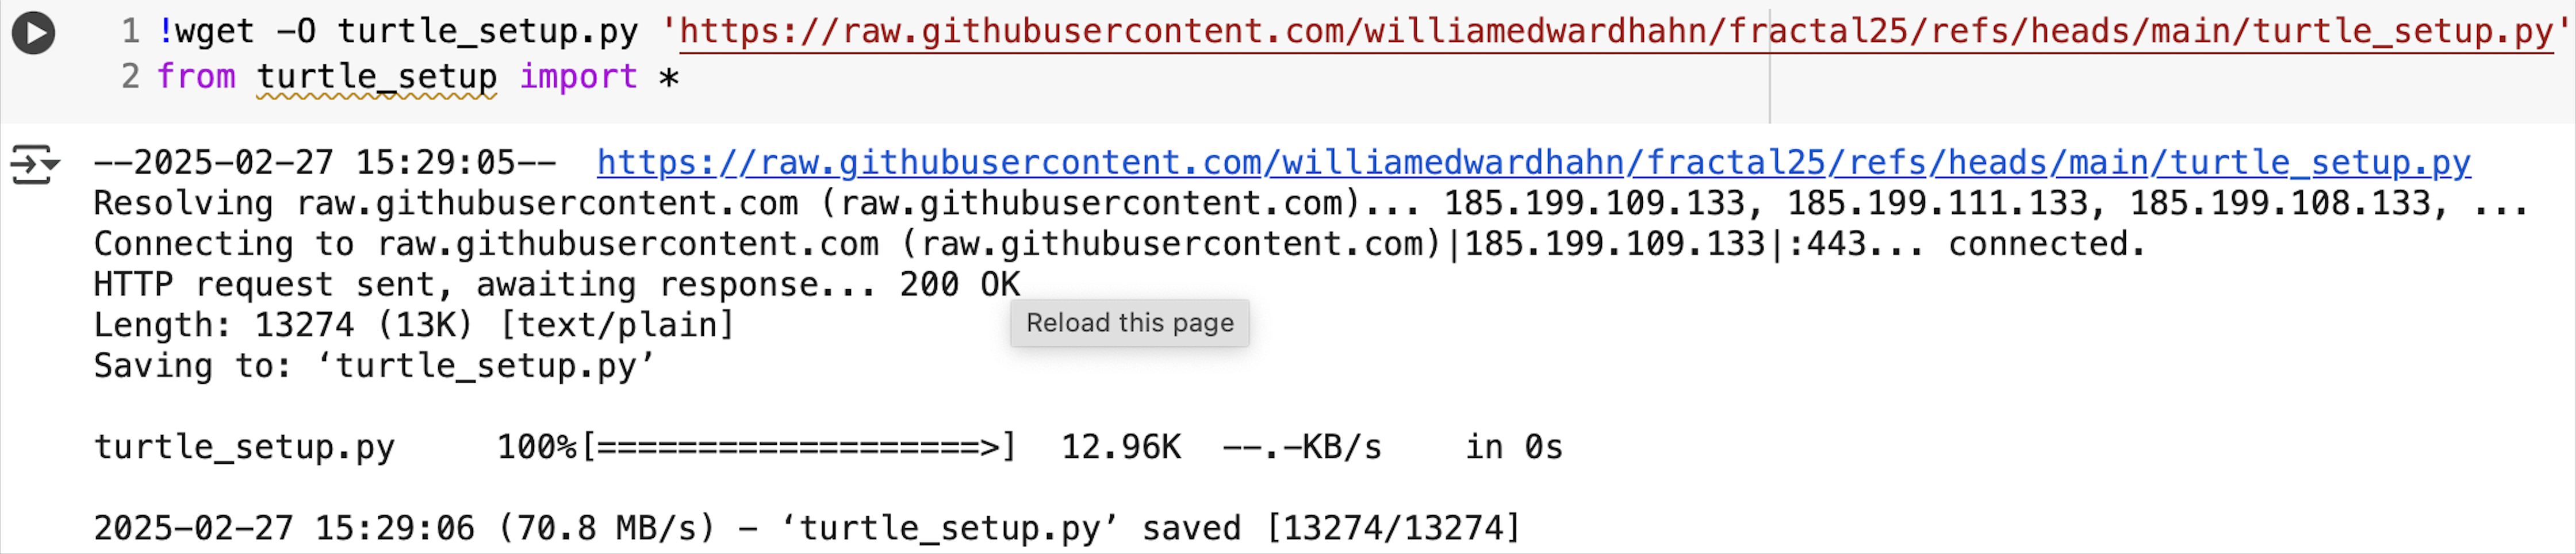 1 !wget -O turtle_setup.py 'https://raw.githubusercontent.com/williamedwardhahn/fractal25/refs/heads/main/turtle_setup.py'
2 from turtle_setup import *
--2025-02-27 15:29:05--  https://raw.githubusercontent.com/williamedwardhahn/fractal25/refs/heads/main/turtle_setup.py
Resolving raw.githubusercontent.com (raw.githubusercontent.com)... 185.199.109.133, 185.199.111.133, 185.199.108.133, ...
Connecting to raw.githubusercontent.com (raw.githubusercontent.com)|185.199.109.133|:443... connected.
HTTP request sent, awaiting response... 200 OK
Reload this page
Length: 13274 (13K) [text/plain]
Saving to: ‘turtle_setup.py’
turtle_setup.py     100%[===================>]  12.96K  --.-KB/s    in 0s
2025-02-27 15:29:06 (70.8 MB/s) - ‘turtle_setup.py’ saved [13274/13274]